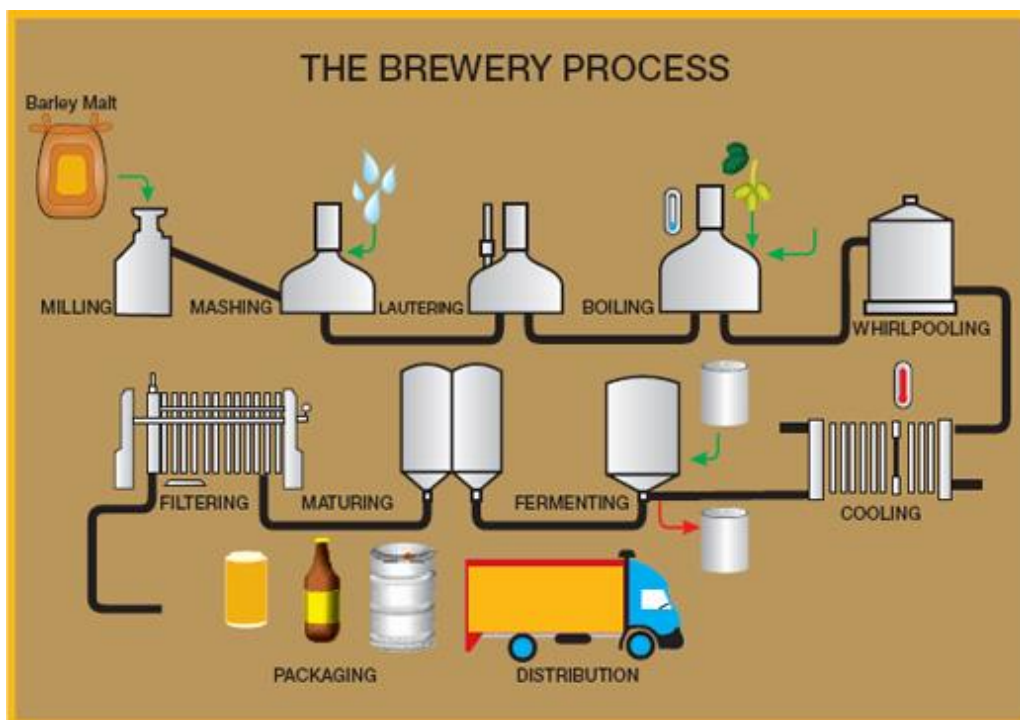 THE BREWERY PROCESS
Barley Malt
MILLING
MASHING
LAUTERING
BOILING
WHIRLPOOLING
FILTERING
MATURING
FERMENTING
COOLING
PACKAGING
DISTRIBUTION